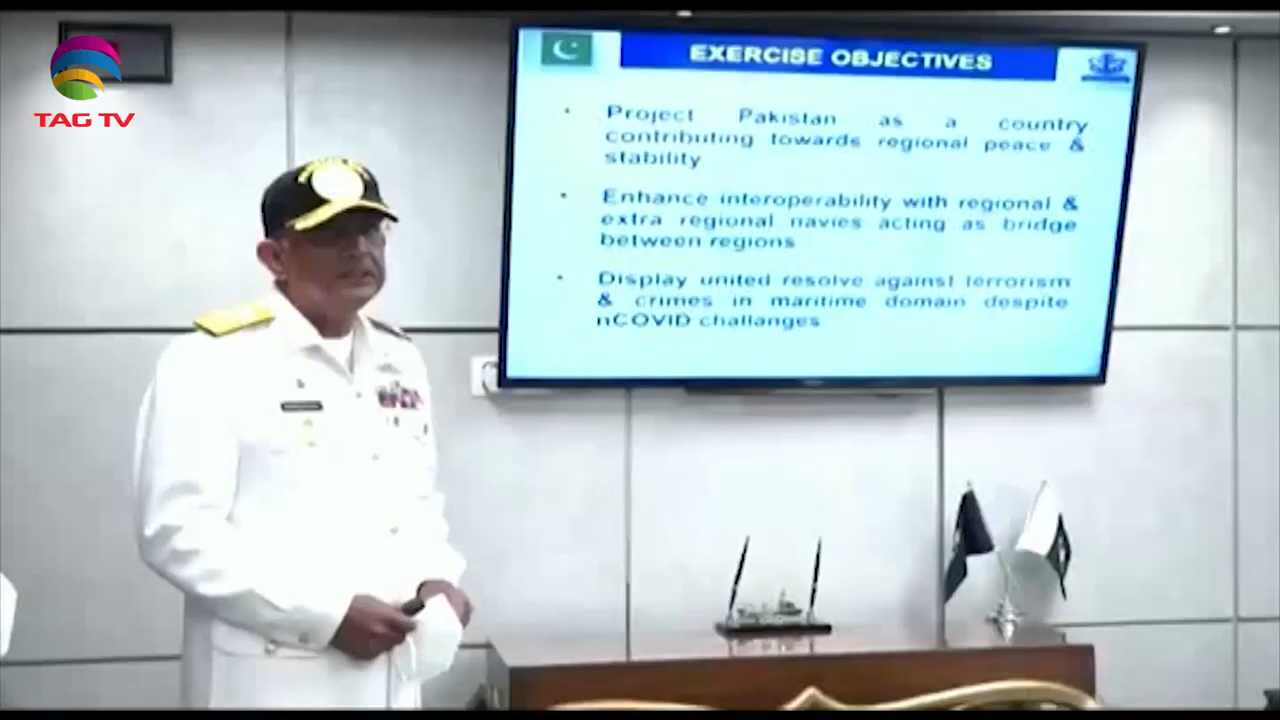 TAG TV
EXERCISE OBJECTIVES
• Project Pakistan as a country
contributing towards regional peace &
stability
• Enhance interoperability with regional &
extra regional navies acting as bridge
between regions
• Display united resolve against terrorism
& crimes in maritime domain despite
nCOVID challanges